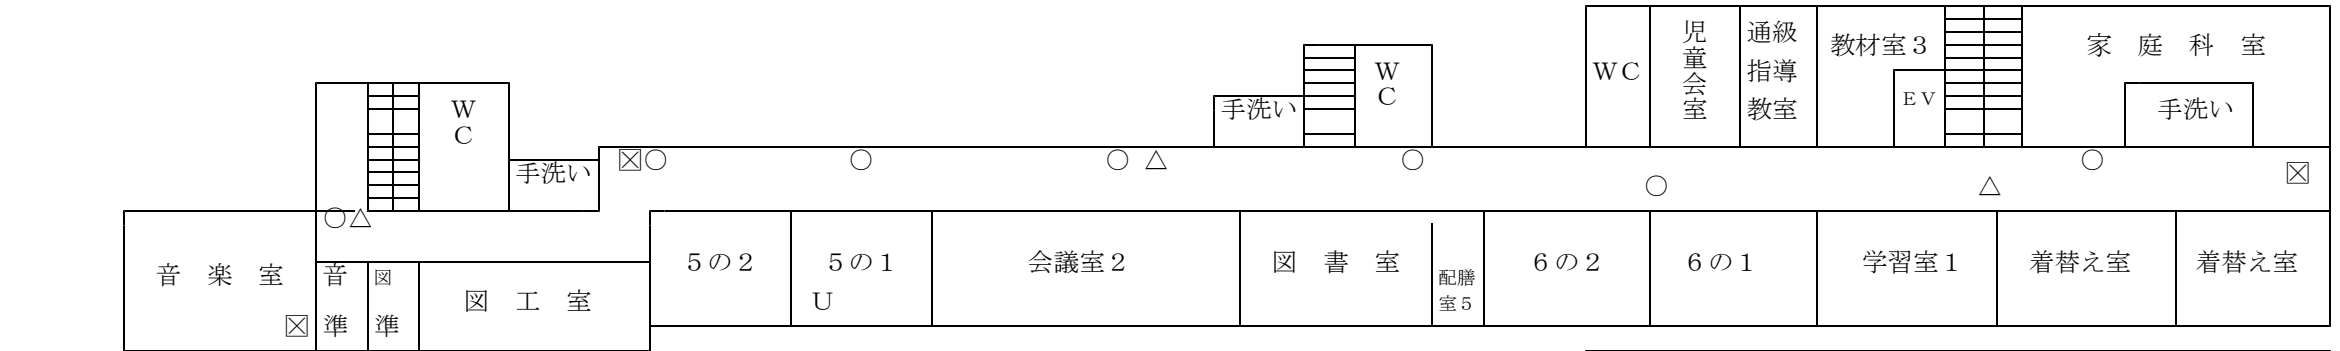 児童会室
通級
指導
教室
教材室３
家　庭　科　室
ＷＣ
ＷＣ
ＥＶ
手洗い
手洗い
ＷＣ
手洗い
５の２
５の１
Ｕ
会議室２
図　書　室
配膳
室５
６の２
６の１
学習室１
着替え室
着替え室
音　楽　室
音
準
図
準
図　工　室